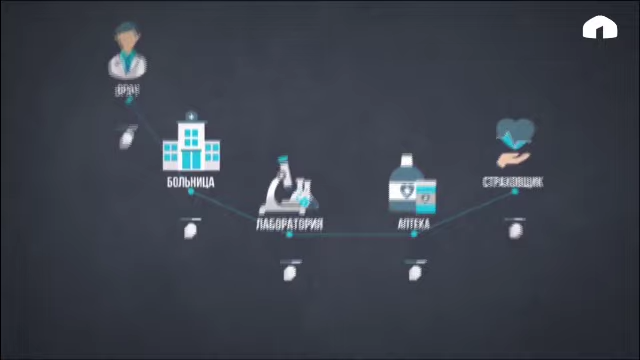 ВРАЧ
БОЛЬНИЦА
ЛАБОРАТОРИЯ
АПТЕКА
СТРАХОВЩИК